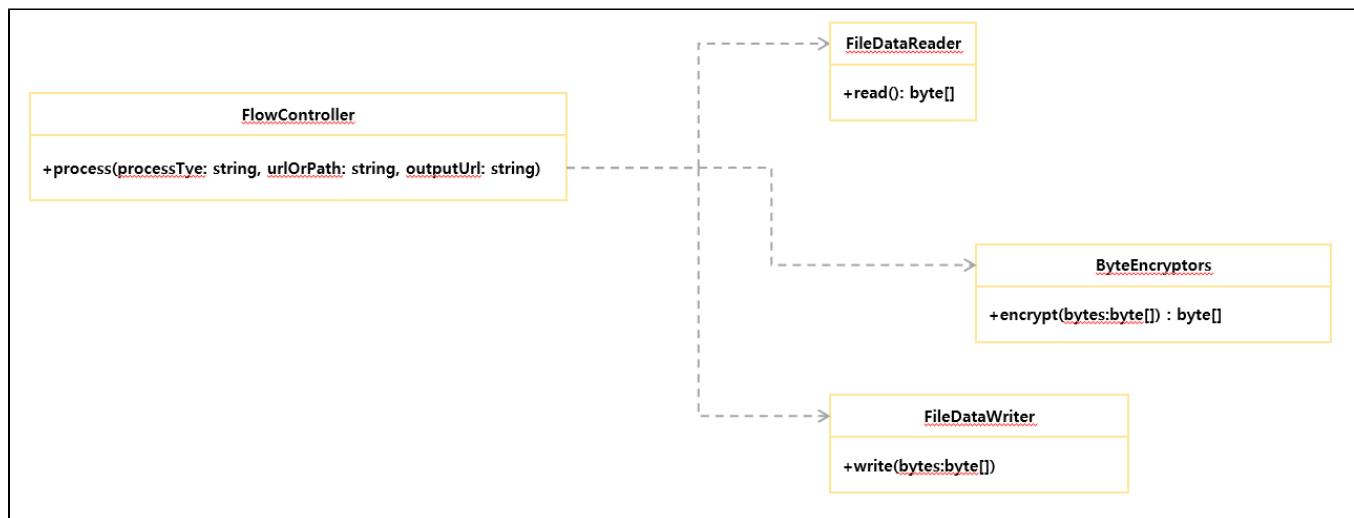 FileDataReader
+read(): byte[]
FlowController
+process(processTye: string, urlOrPath: string, outputUrl: string)
ByteEncryptors
+encrypt(bytes:byte[]) : byte[]
FileDataWriter
+write(bytes:byte[])